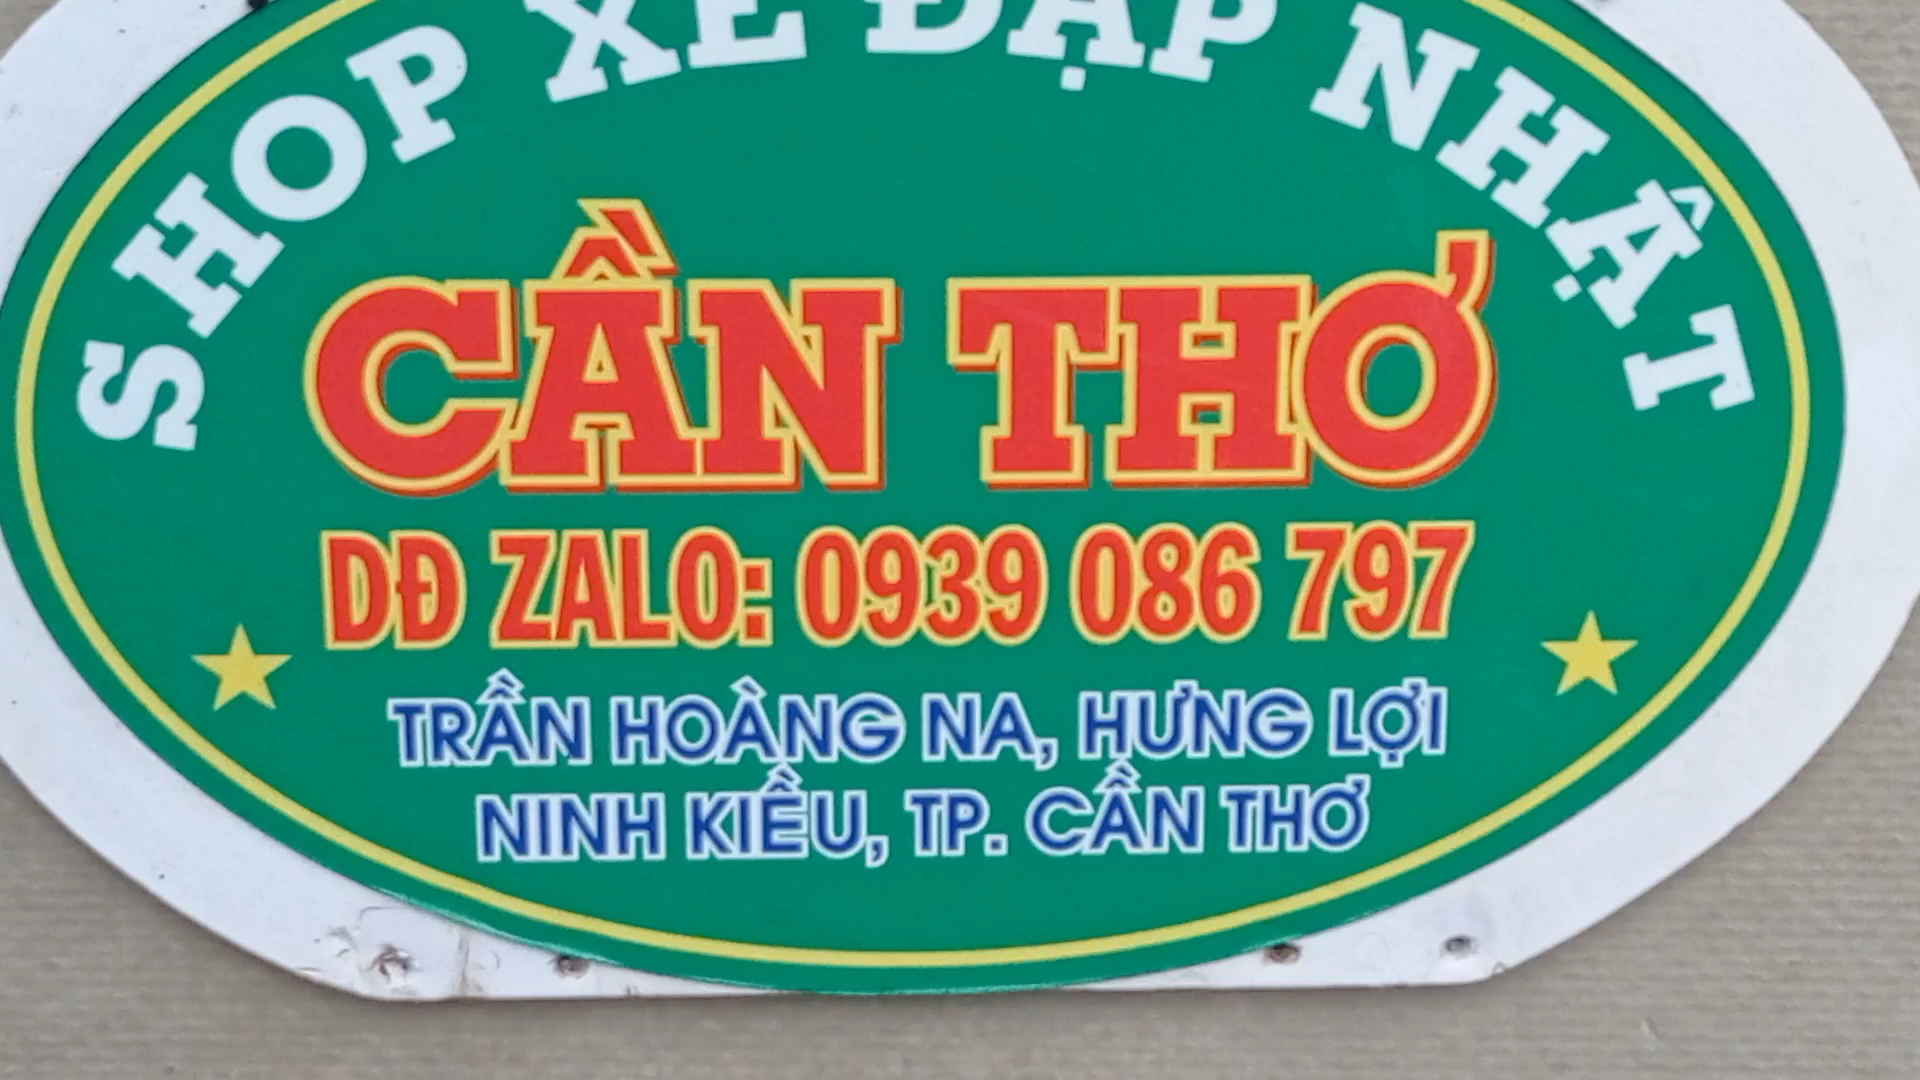 SHOP XE ĐẠP NHẬT
CẦN THƠ
DĐ ZALO: 0939 086 797
TRẦN HOÀNG NA, HƯNG LỢI
NINH KIỀU, TP. CẦN THƠ